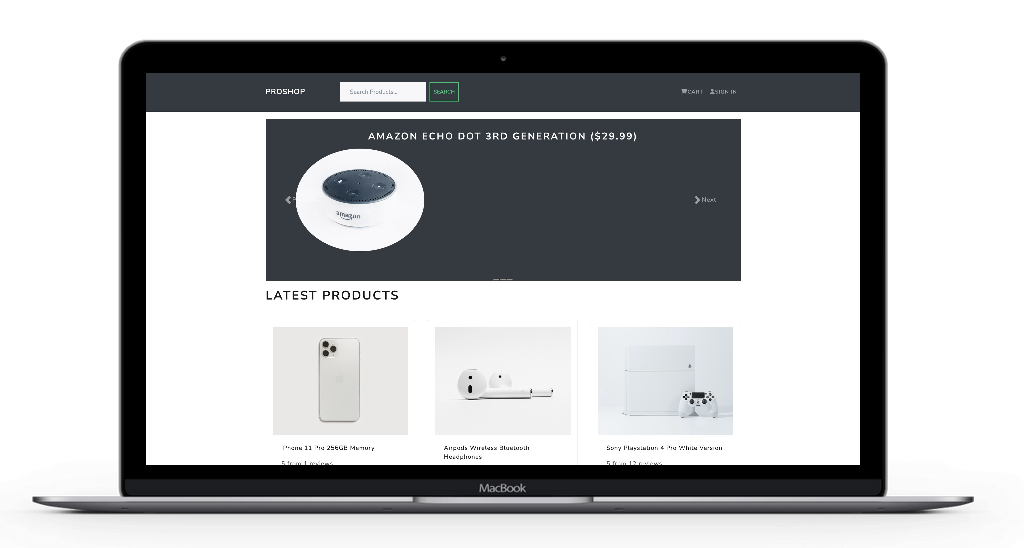 PROSHOP
Search Products...
SEARCH
CART
SIGN IN
AMAZON ECHO DOT 3RD GENERATION ($29.99)
amazon
Next
LATEST PRODUCTS
iPhone 11 Pro 256GB Memory
Airpods Wireless Bluetooth
Headphones
Sony Playstation 4 Pro White Version
5 from 1 reviews
5 from 12 reviews
MacBook